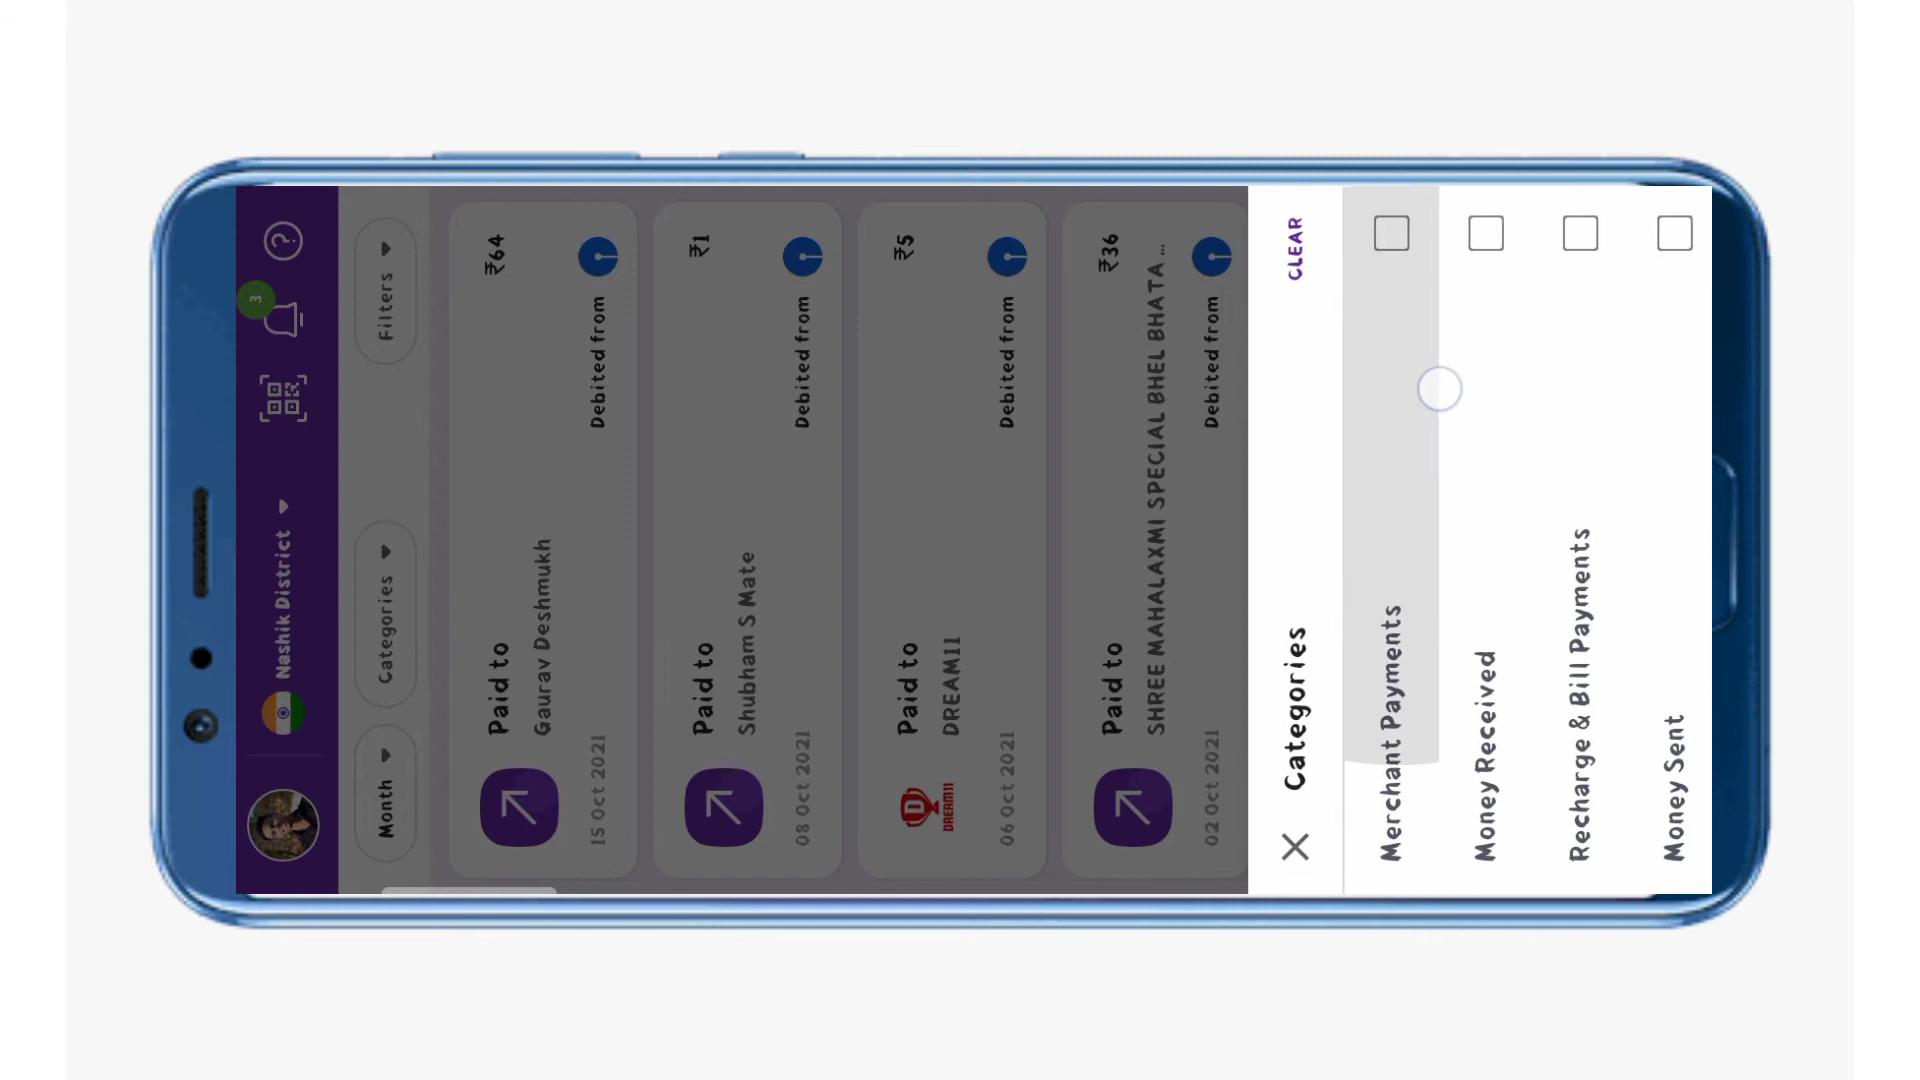 Nashik District
3
Month
Categories
Filters
Paid to
₹64
Gaurav Deshmukh
15 Oct 2021
Debited from
Paid to
₹1
Shubham S Mate
08 Oct 2021
Debited from
Paid to
₹5
DREAM11
DREAM11
06 Oct 2021
Debited from
Paid to
₹36
SHREE MAHALAXMI SPECIAL BHEL BHATA ...
02 Oct 2021
Debited from
Categories
CLEAR
Merchant Payments
Money Received
Recharge & Bill Payments
Money Sent